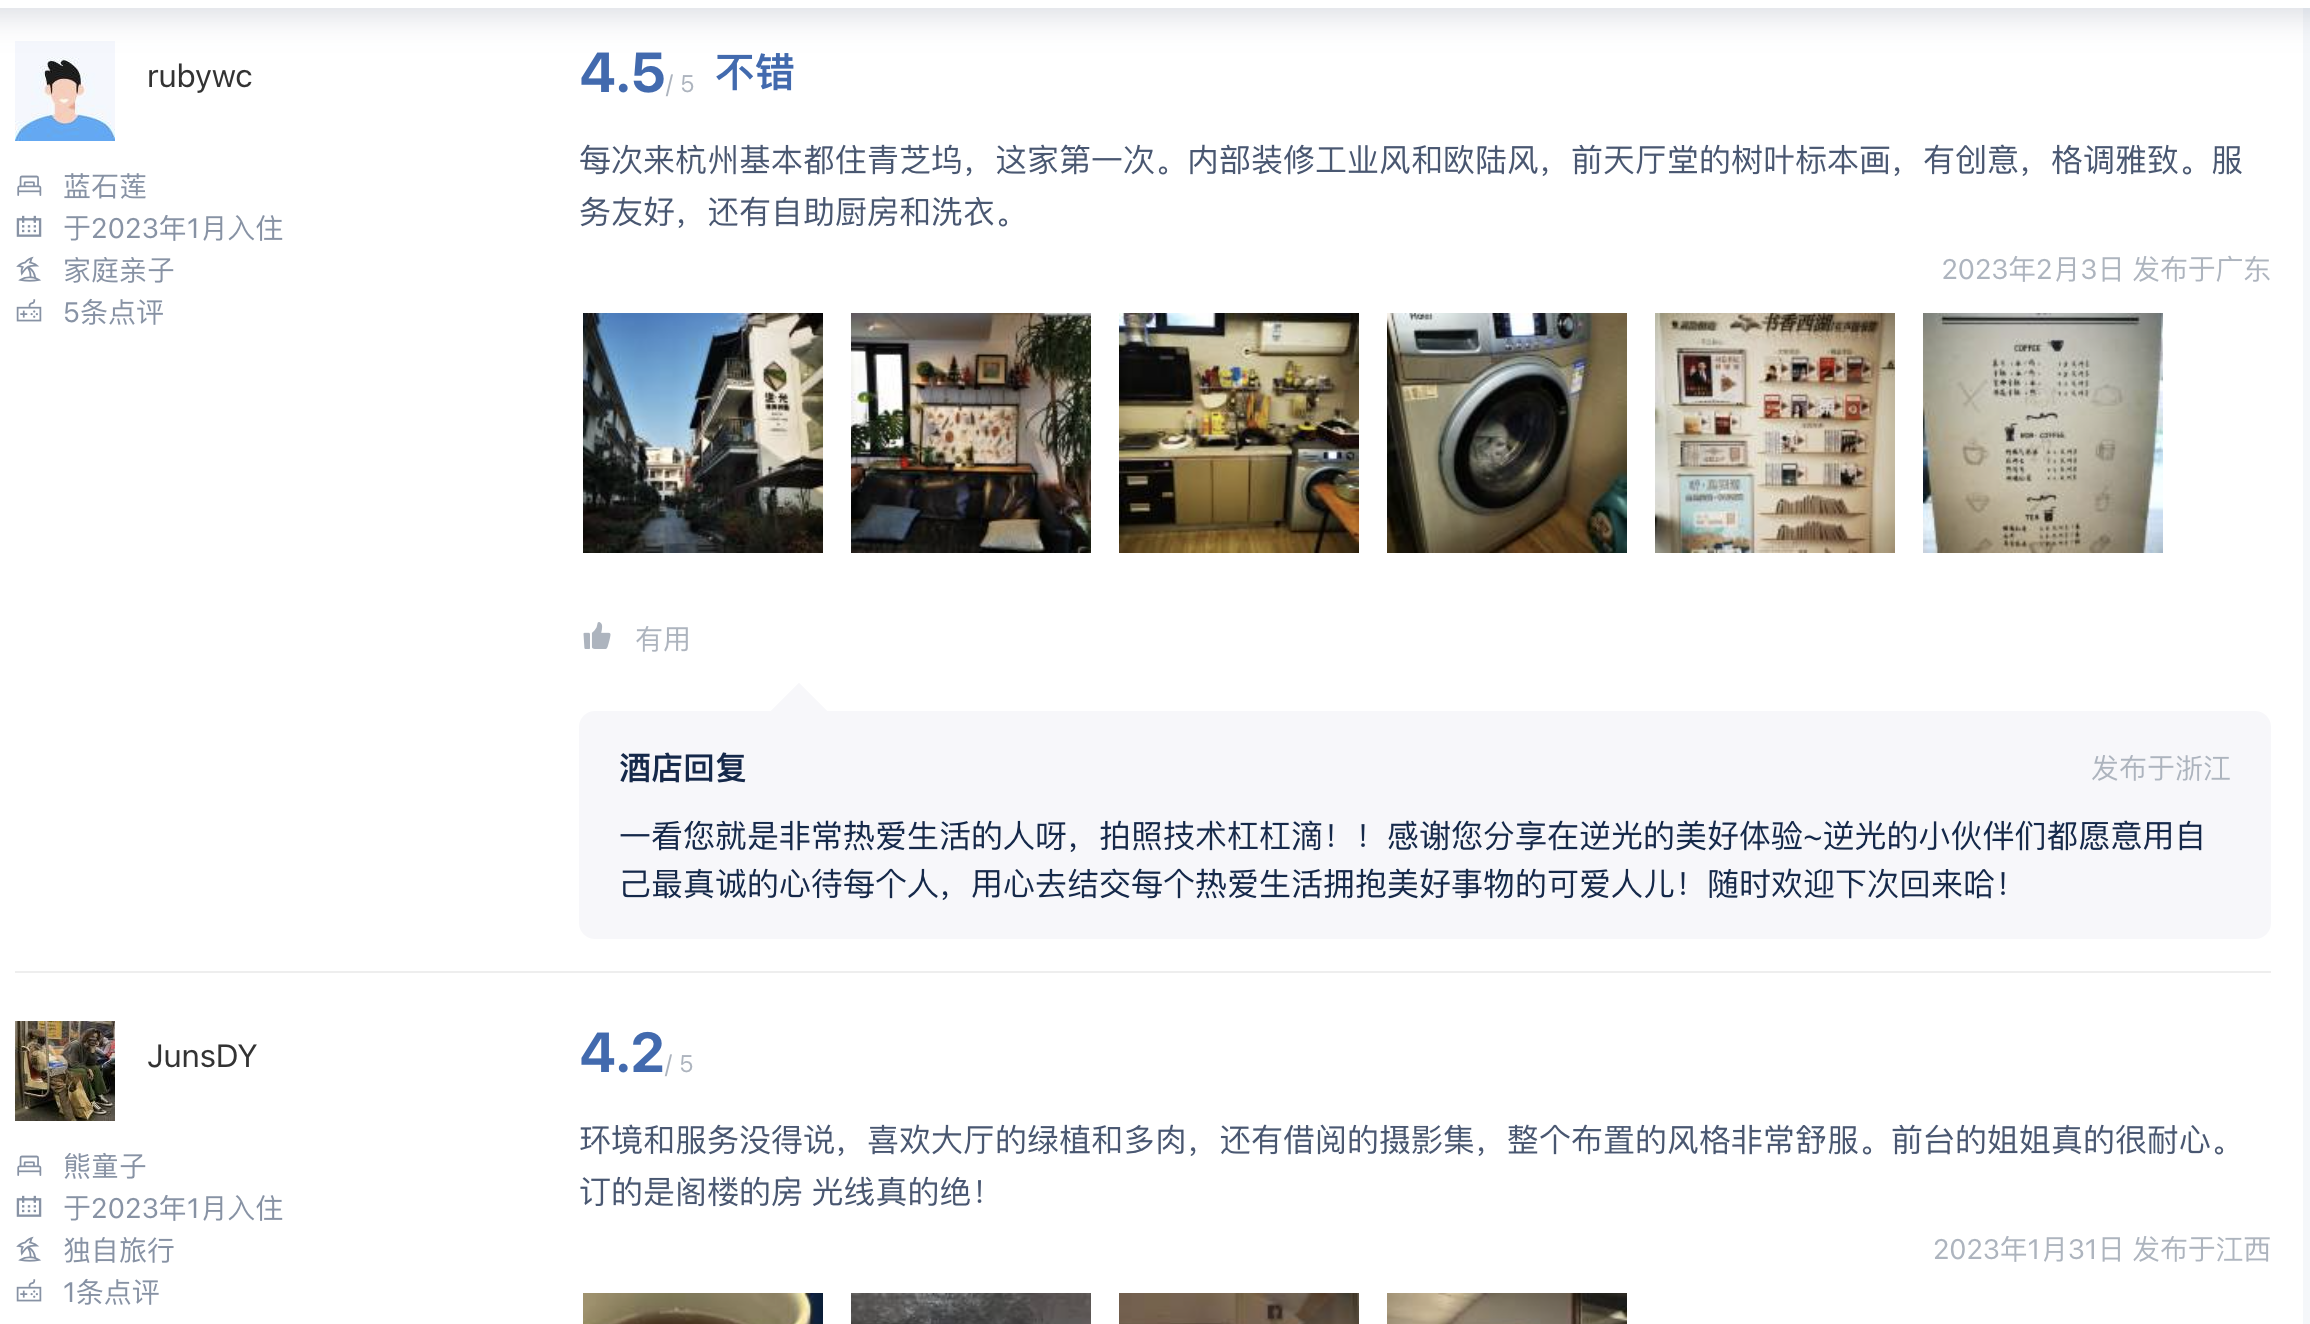 rubywc
蓝石莲
于2023年1月入住
家庭亲子
5条点评
4.5/ 5 不错
每次来杭州基本都住青芝坞，这家第一次。内部装修工业风和欧陆风，前天厅堂的树叶标本画，有创意，格调雅致。服
务友好，还有自助厨房和洗衣。
2023年2月3日 发布于广东
书香西湖
COFFEE
TEA
有用
酒店回复
发布于浙江
一看您就是非常热爱生活的人呀，拍照技术杠杠滴！！感谢您分享在逆光的美好体验~逆光的小伙伴们都愿意用自
己最真诚的心待每个人，用心去结交每个热爱生活拥抱美好事物的可爱人儿！随时欢迎下次回来哈！
JunsDY
熊童子
于2023年1月入住
独自旅行
1条点评
4.2/ 5
环境和服务没得说，喜欢大厅的绿植和多肉，还有借阅的摄影集，整个布置的风格非常舒服。前台的姐姐真的很耐心。
订的是阁楼的房 光线真的绝！
2023年1月31日 发布于江西